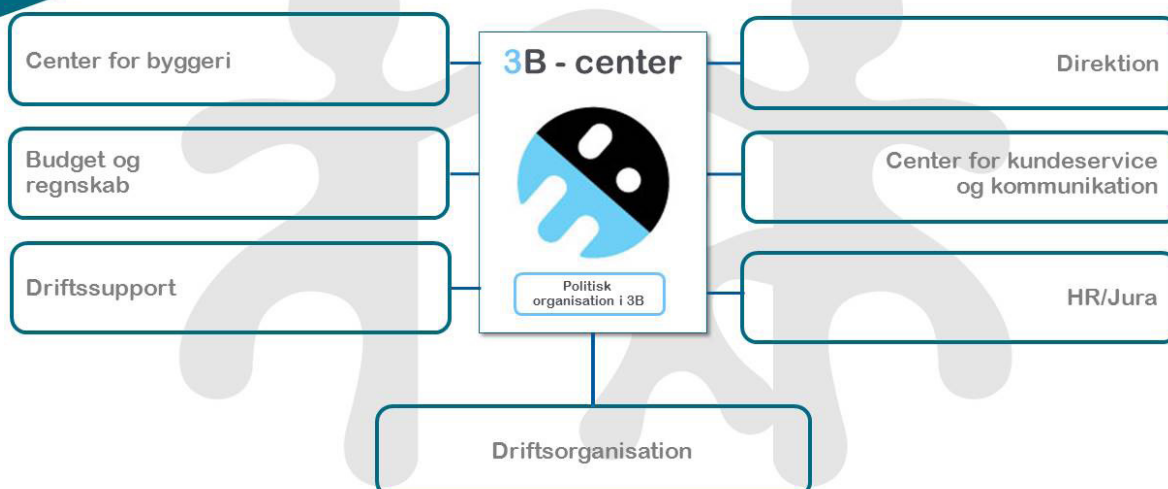 Center for byggeri
Budget og
regnskab
Driftssupport
3B - center
Politisk
organisation i 3B
Direktion
Center for kundeservice
og kommunikation
HR/Jura
Driftsorganisation